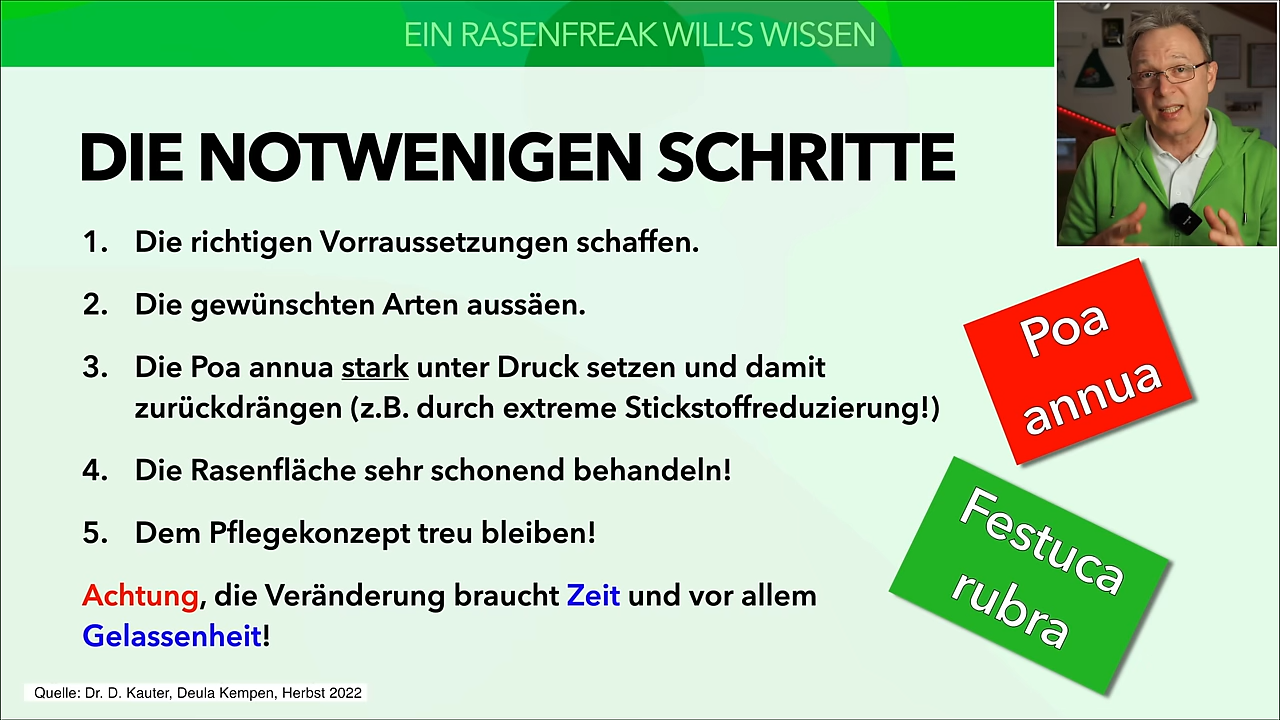 EIN RASENFREAK WILL'S WISSEN
DIE NOTWENIGEN SCHRITTE
1. Die richtigen Vorraussetzungen schaffen.
2. Die gewünschten Arten aussäen.
3. Die Poa annua stark unter Druck setzen und damit
zurückdrängen (z.B. durch extreme Stickstoffreduzierung!)
4. Die Rasenfläche sehr schonend behandeln!
5. Dem Pflegekonzept treu bleiben!
Achtung, die Veränderung braucht Zeit und vor allem
Gelassenheit!
Poa
annua
Festuca
rubra
Quelle: Dr. D. Kauter, Deula Kempen, Herbst 2022